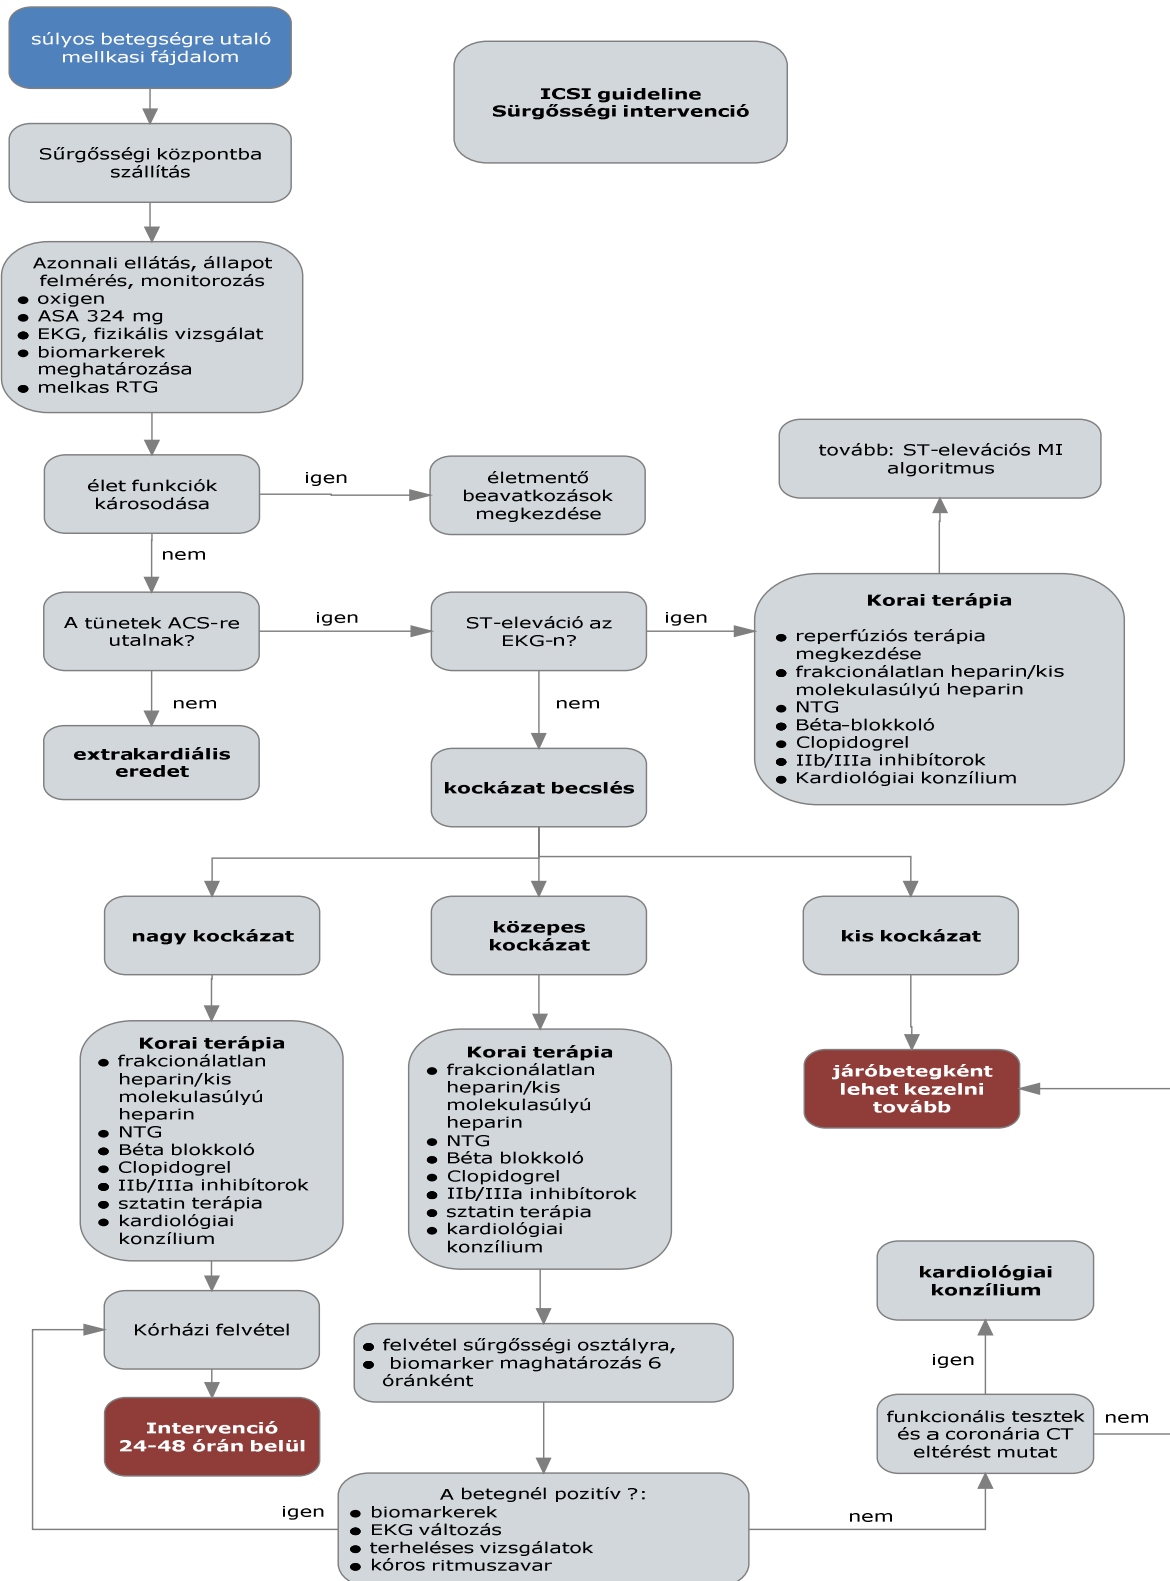 súlyos betegségre utaló
mellkasi fájdalom
ICSI guideline
Sürgősségi intervenció
Sűrgősségi központba
szállítás
Azonnali ellátás, állapot
felmérés, monitorozás
● oxigen
● ASA 324 mg
● EKG, fizikális vizsgálat
● biomarkerek
meghatározása
● melkas RTG
élet funkciók
károsodása
igen
életmentő
beavatkozások
megkezdése
tovább: ST-elevációs MI
algoritmus
nem
A tünetek ACS-re
utalnak?
igen
ST-eleváció az
EKG-n?
igen
Korai terápia
● reperfúziós terápia
megkezdése
● frakcionálatlan heparin/kis
molekulasúlyú heparin
● NTG
● Béta-blokkoló
● Clopidogrel
● IIb/IIIa inhibítorok
● Kardiológiai konzílium
nem
extrakardiális
eredet
nem
kockázat becslés
nagy kockázat
közepes
kockázat
kis kockázat
Korai terápia
● frakcionálatlan
heparin/kis
molekulasúlyú
heparin
● NTG
● Béta blokkoló
● Clopidogrel
● IIb/IIIa inhibítorok
● sztatin terápia
● kardiológiai
konzílium
Korai terápia
● frakcionálatlan
heparin/kis
molekulasúlyú
heparin
● NTG
● Béta blokkoló
● Clopidogrel
● IIb/IIIa inhibítorok
● sztatin terápia
● kardiológiai
konzílium
járóbetegként
lehet kezelni
tovább
Kórházi felvétel
● felvétel sűrgősségi osztályra,
● biomarker maghatározás 6
óránként
kardiológiai
konzílium
igen
Intervenció
24-48 órán belül
funkcionális tesztek
és a coronária CT
eltérést mutat
nem
igen
A betegnél pozitív ?:
● biomarkerek
● EKG változás
● terheléses vizsgálatok
● kóros ritmuszavar
nem